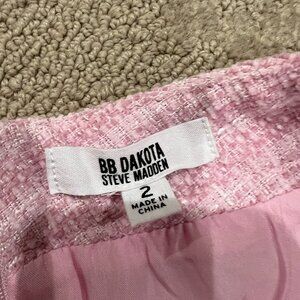 BB DAKOTA
STEVE MADDEN
2
MADE IN
CHINA